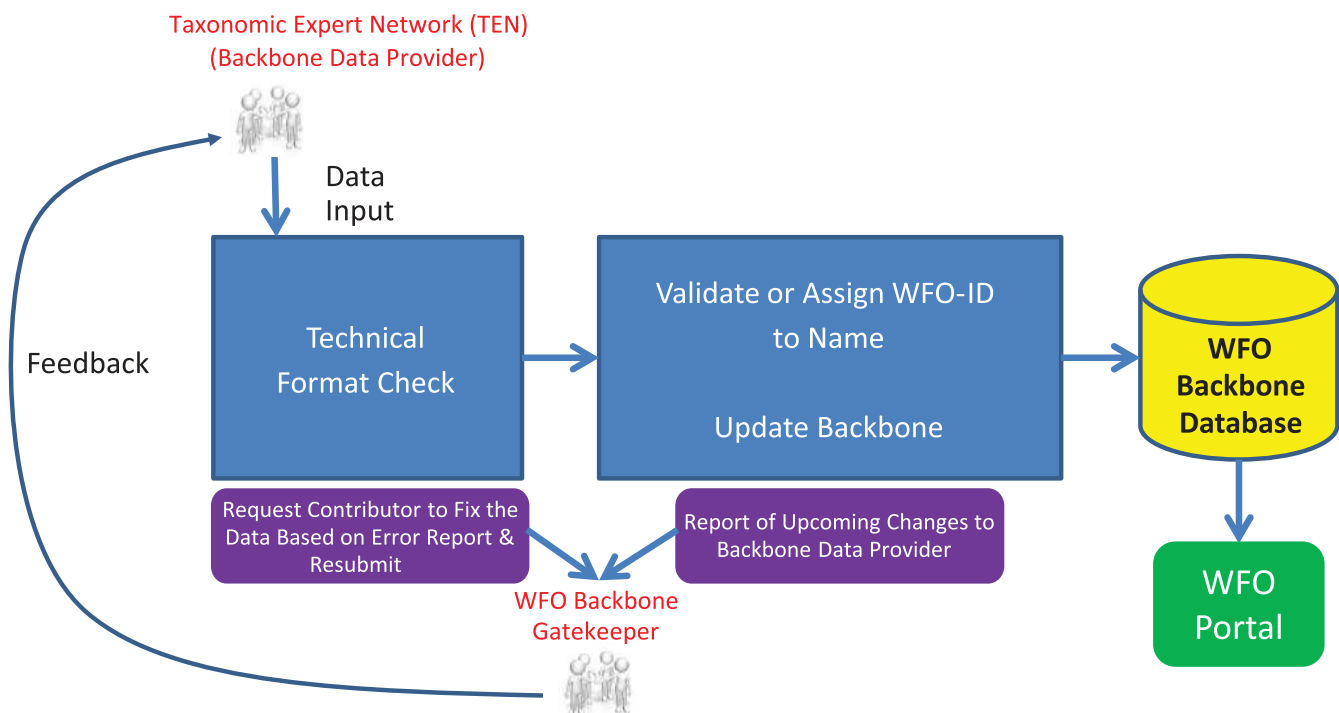 Taxonomic Expert Network (TEN)
(Backbone Data Provider)
Data
Input
Feedback
Technical
Format Check
Validate or Assign WFO-ID
to Name
Update Backbone
WFO
Backbone
Database
Request Contributor to Fix the
Data Based on Error Report &
Resubmit
Report of Upcoming Changes to
Backbone Data Provider
WFO Backbone
Gatekeeper
WFO
Portal